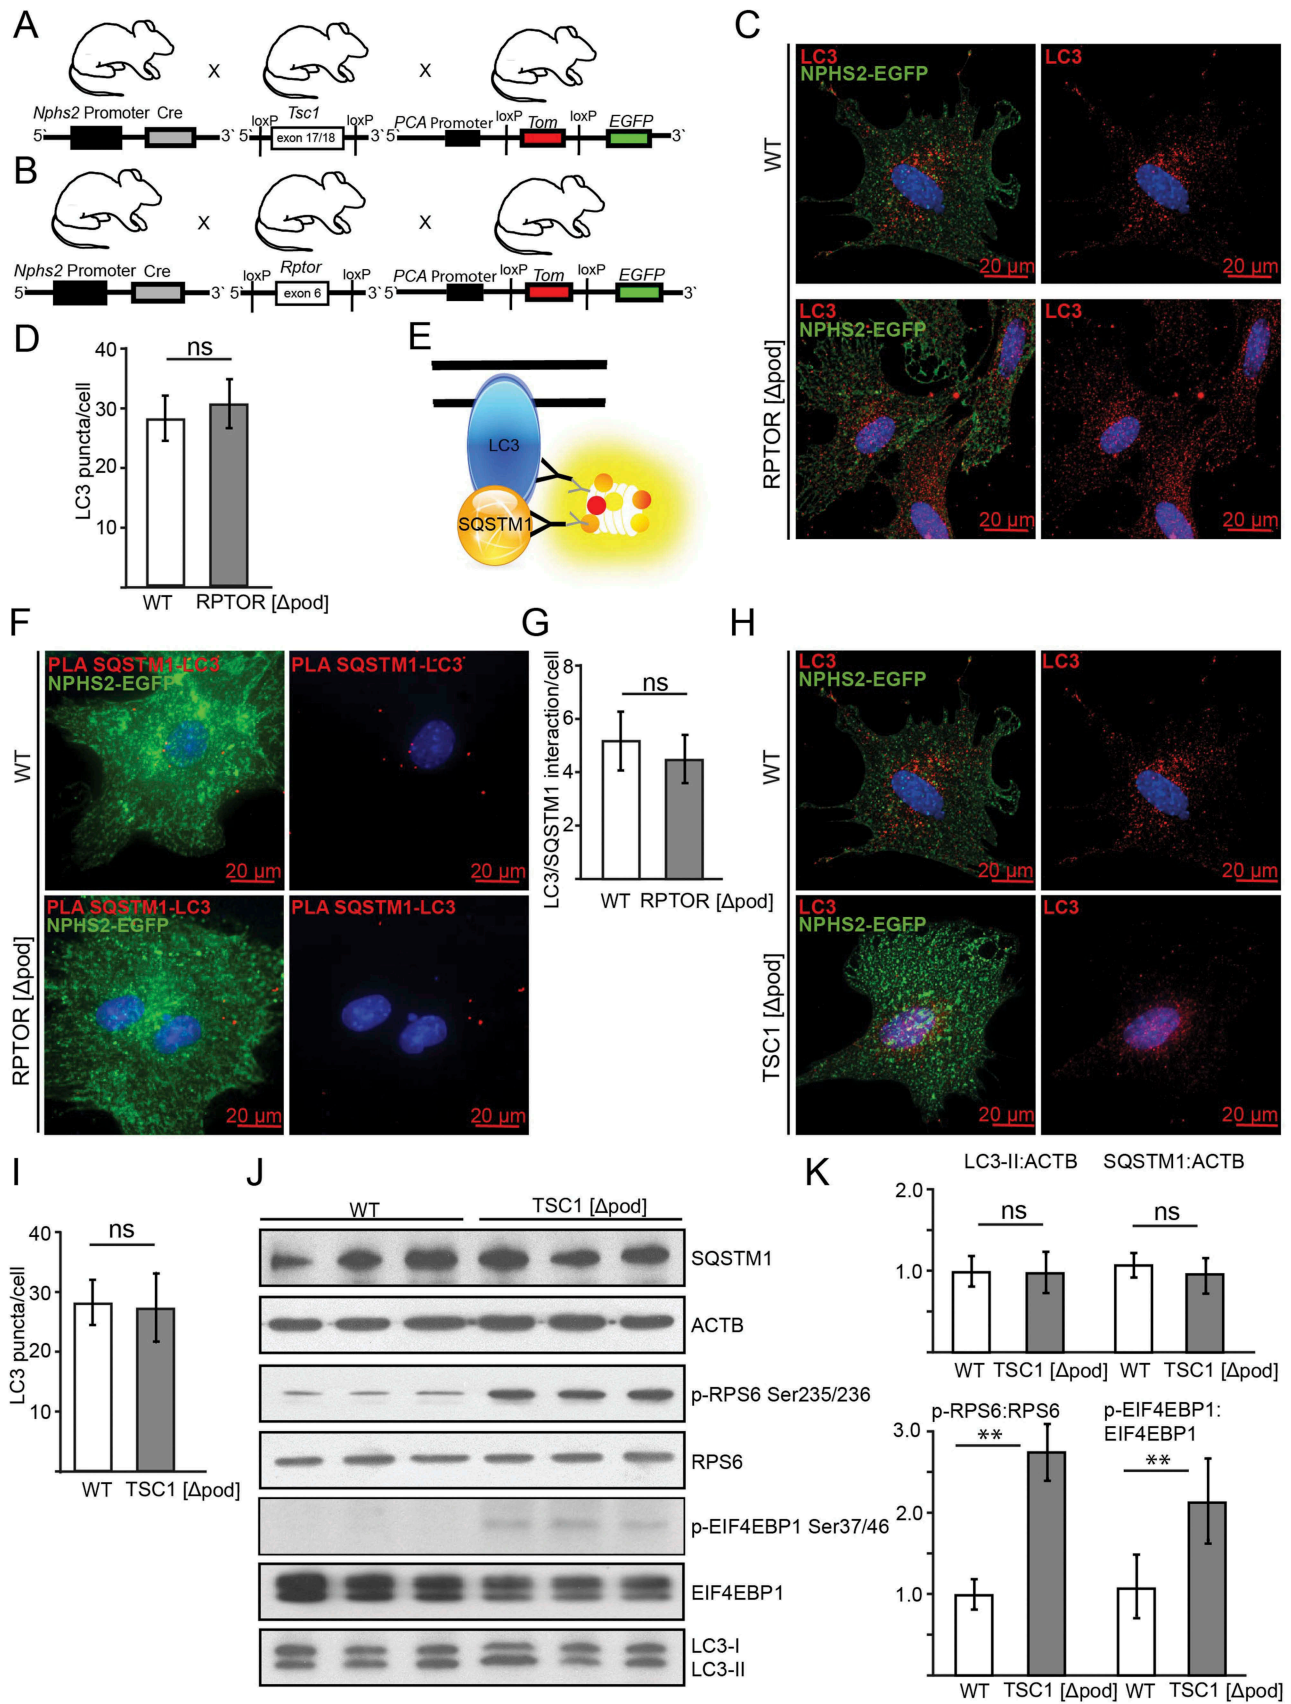 A
X
X
Nphs2 Promoter Cre
5` 3`
loxP Tsc1 loxP
5` exon 17/18 3`
PCA Promoter loxP Tom loxP EGFP
5` 3`
B
X
X
Nphs2 Promoter Cre
5` 3`
loxP Rptor loxP
5` exon 6 3`
PCA Promoter loxP Tom loxP EGFP
5` 3`
C
WT
LC3
NPHS2-EGFP
20 µm
LC3
20 µm
RPTOR [Δpod]
LC3
NPHS2-EGFP
20 µm
LC3
20 µm
D
LC3 puncta/cell
40
30
20
10
ns
WT RPTOR [Δpod]
E
LC3
SQSTM1
F
WT
PLA SQSTM1-LC3
NPHS2-EGFP
20 µm
PLA SQSTM1-LC3
20 µm
RPTOR [Δpod]
PLA SQSTM1-LC3
NPHS2-EGFP
20 µm
PLA SQSTM1-LC3
20 µm
G
LC3/SQSTM1 interaction/cell
8
6
4
2
ns
WT RPTOR [Δpod]
H
WT
LC3
NPHS2-EGFP
20 µm
LC3
20 µm
TSC1 [Δpod]
LC3
NPHS2-EGFP
20 µm
LC3
20 µm
I
LC3 puncta/cell
40
30
20
10
ns
WT TSC1 [Δpod]
J
WT TSC1 [Δpod]
SQSTM1
ACTB
p-RPS6 Ser235/236
RPS6
p-EIF4EBP1 Ser37/46
EIF4EBP1
LC3-I
LC3-II
K
LC3-II:ACTB SQSTM1:ACTB
2.0
1.0
ns ns
WT TSC1 [Δpod] WT TSC1 [Δpod]
p-RPS6:RPS6
p-EIF4EBP1:
EIF4EBP1
3.0
2.0
1.0
** **
WT TSC1 [Δpod] WT TSC1 [Δpod]